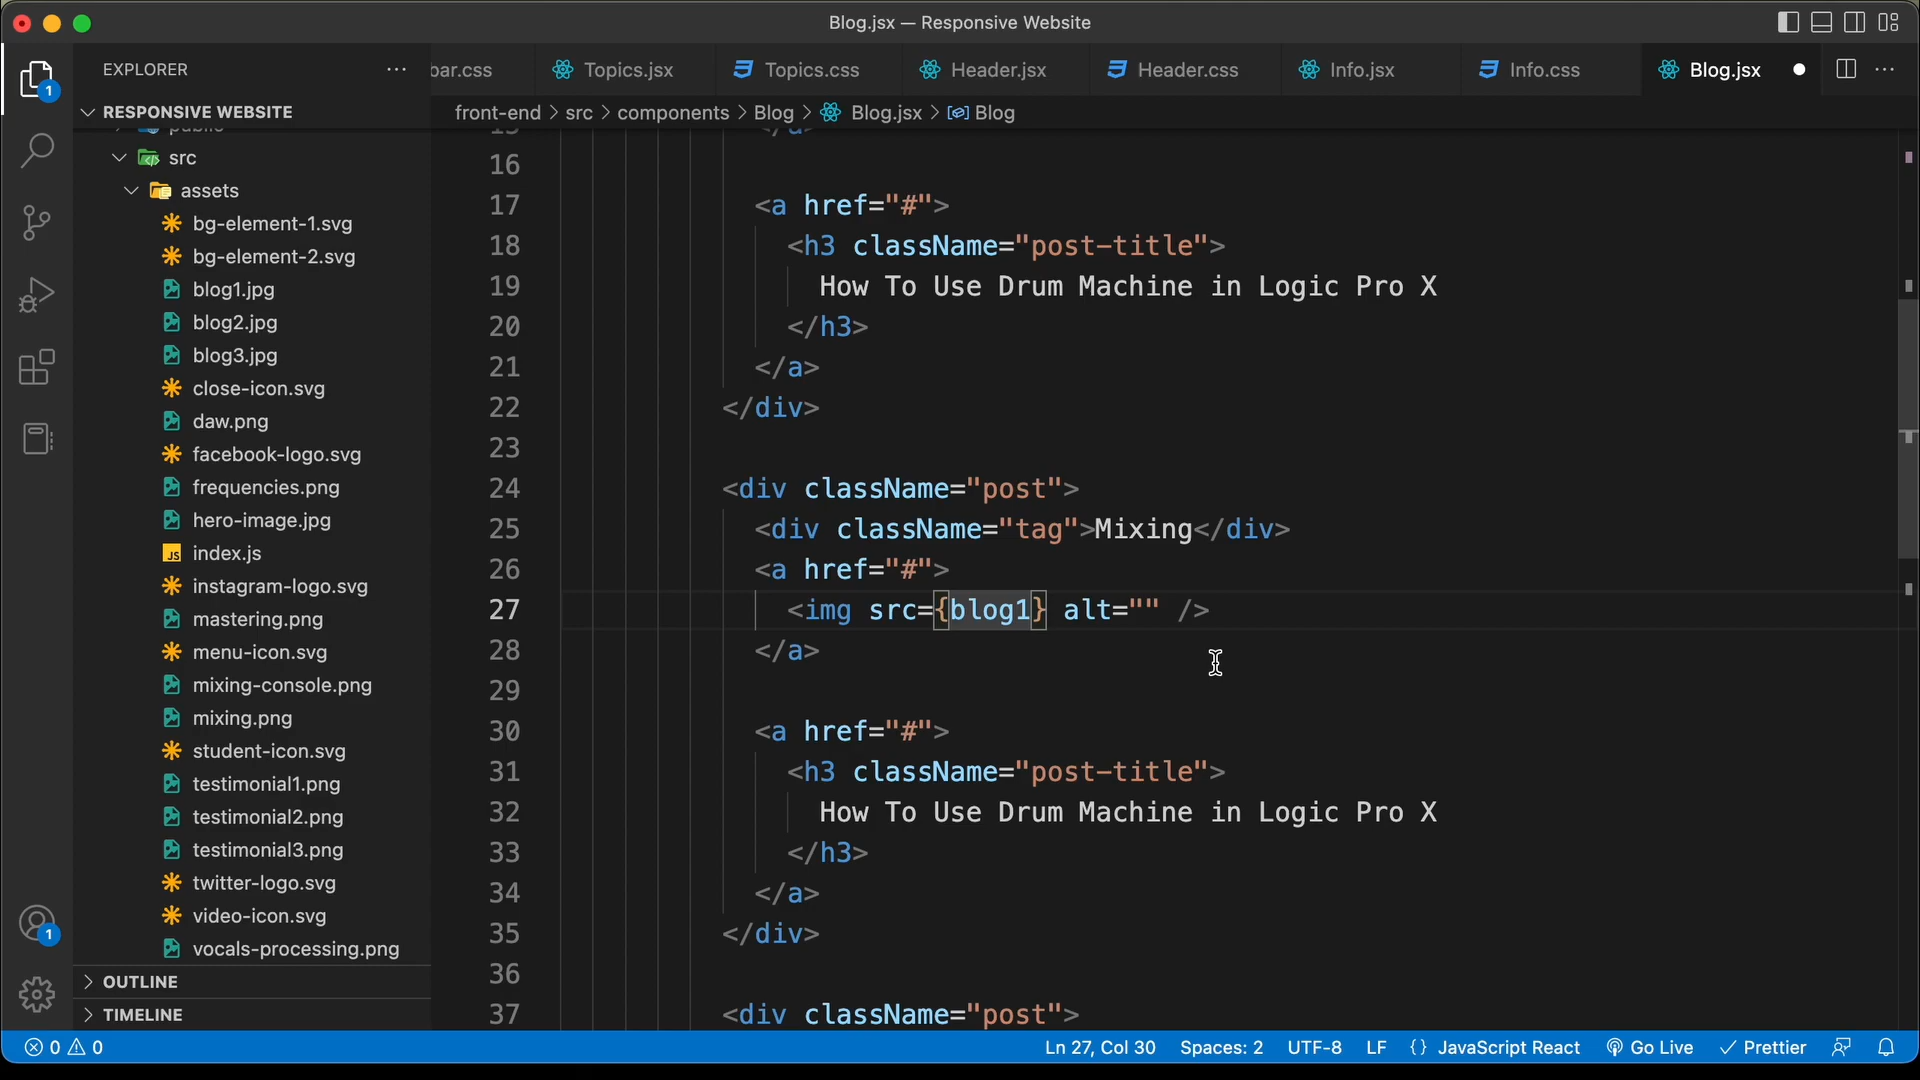 Blog.jsx — Responsive Website
EXPLORER
bar.css
Topics.jsx
Topics.css
Header.jsx
Header.css
Info.jsx
Info.css
Blog.jsx
RESPONSIVE WEBSITE
front-end > src > components > Blog > Blog.jsx > Blog
public
src
assets
bg-element-1.svg
bg-element-2.svg
blog1.jpg
blog2.jpg
blog3.jpg
close-icon.svg
daw.png
facebook-logo.svg
frequencies.png
hero-image.jpg
JS index.js
instagram-logo.svg
mastering.png
menu-icon.svg
mixing-console.png
mixing.png
student-icon.svg
testimonial1.png
testimonial2.png
testimonial3.png
twitter-logo.svg
video-icon.svg
vocals-processing.png
OUTLINE
TIMELINE
1
1
15 </a>
16
17 <a href="#">
18 <h3 className="post-title">
19 How To Use Drum Machine in Logic Pro X
20 </h3>
21 </a>
22 </div>
23
24 <div className="post">
25 <div className="tag">Mixing</div>
26 <a href="#">
27 <img src={blog1} alt="" />
28 </a>
29
30 <a href="#">
31 <h3 className="post-title">
32 How To Use Drum Machine in Logic Pro X
33 </h3>
34 </a>
35 </div>
36
37 <div className="post">
0 0
Ln 27, Col 30
Spaces: 2
UTF-8
LF
{} JavaScript React
Go Live
Prettier